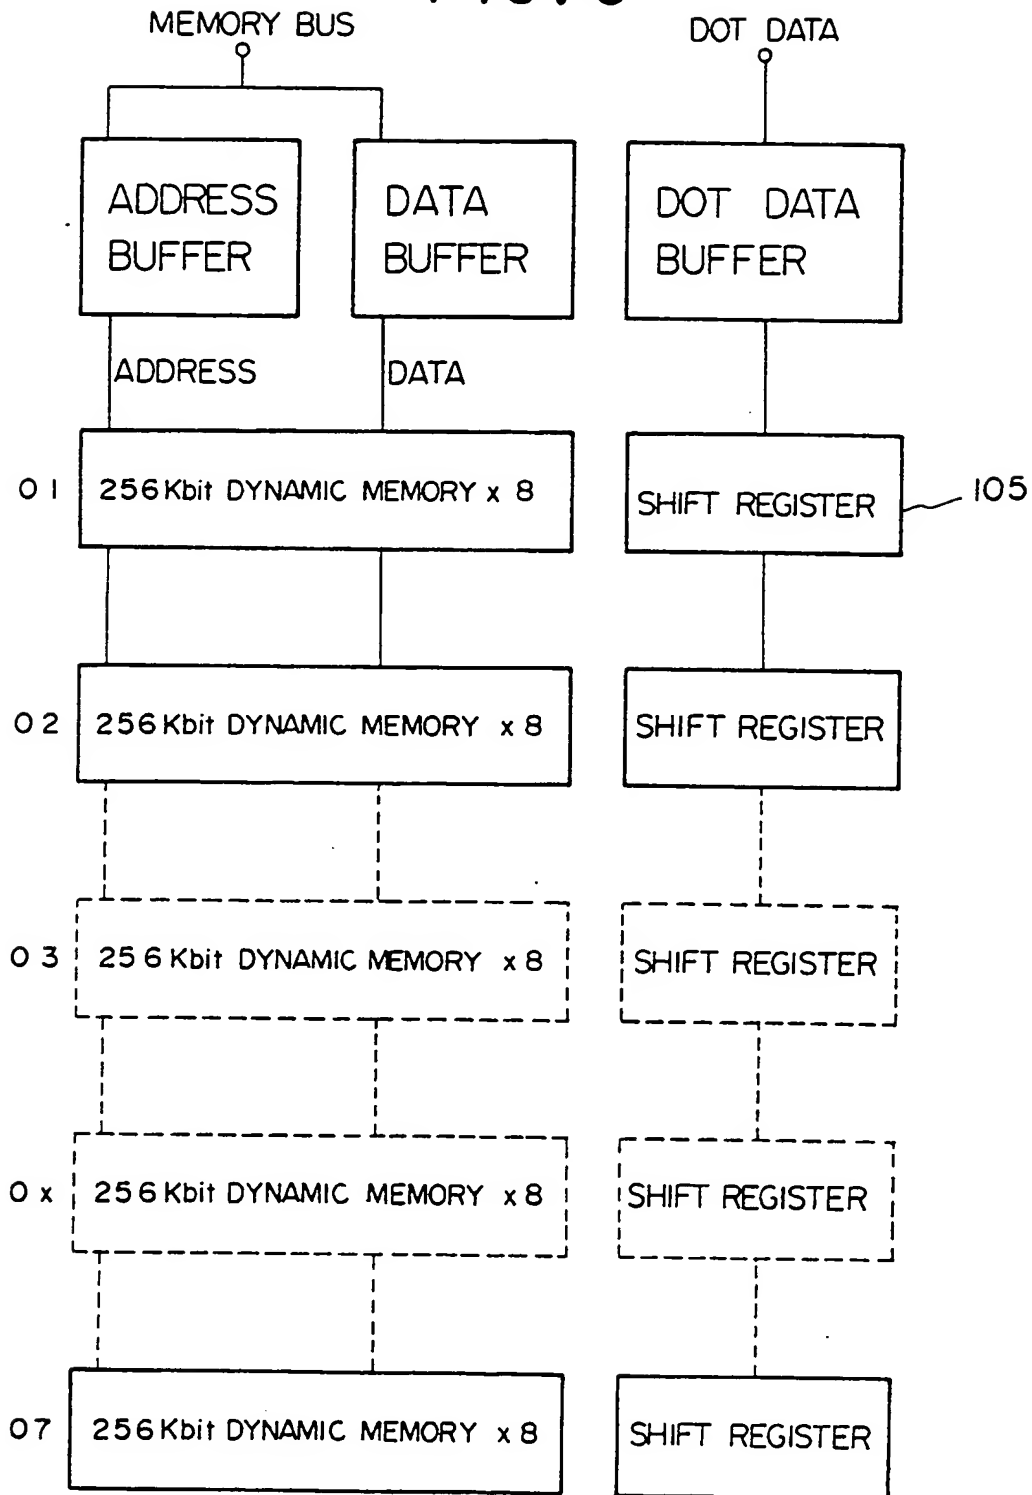 MEMORY BUS
DOT DATA
ADDRESS
BUFFER
DATA
BUFFER
DOT DATA
BUFFER
ADDRESS
DATA
01
256Kbit DYNAMIC MEMORY x 8
SHIFT REGISTER
105
02
256Kbit DYNAMIC MEMORY x 8
SHIFT REGISTER
03
256Kbit DYNAMIC MEMORY x 8
SHIFT REGISTER
0x
256Kbit DYNAMIC MEMORY x 8
SHIFT REGISTER
07
256Kbit DYNAMIC MEMORY x 8
SHIFT REGISTER